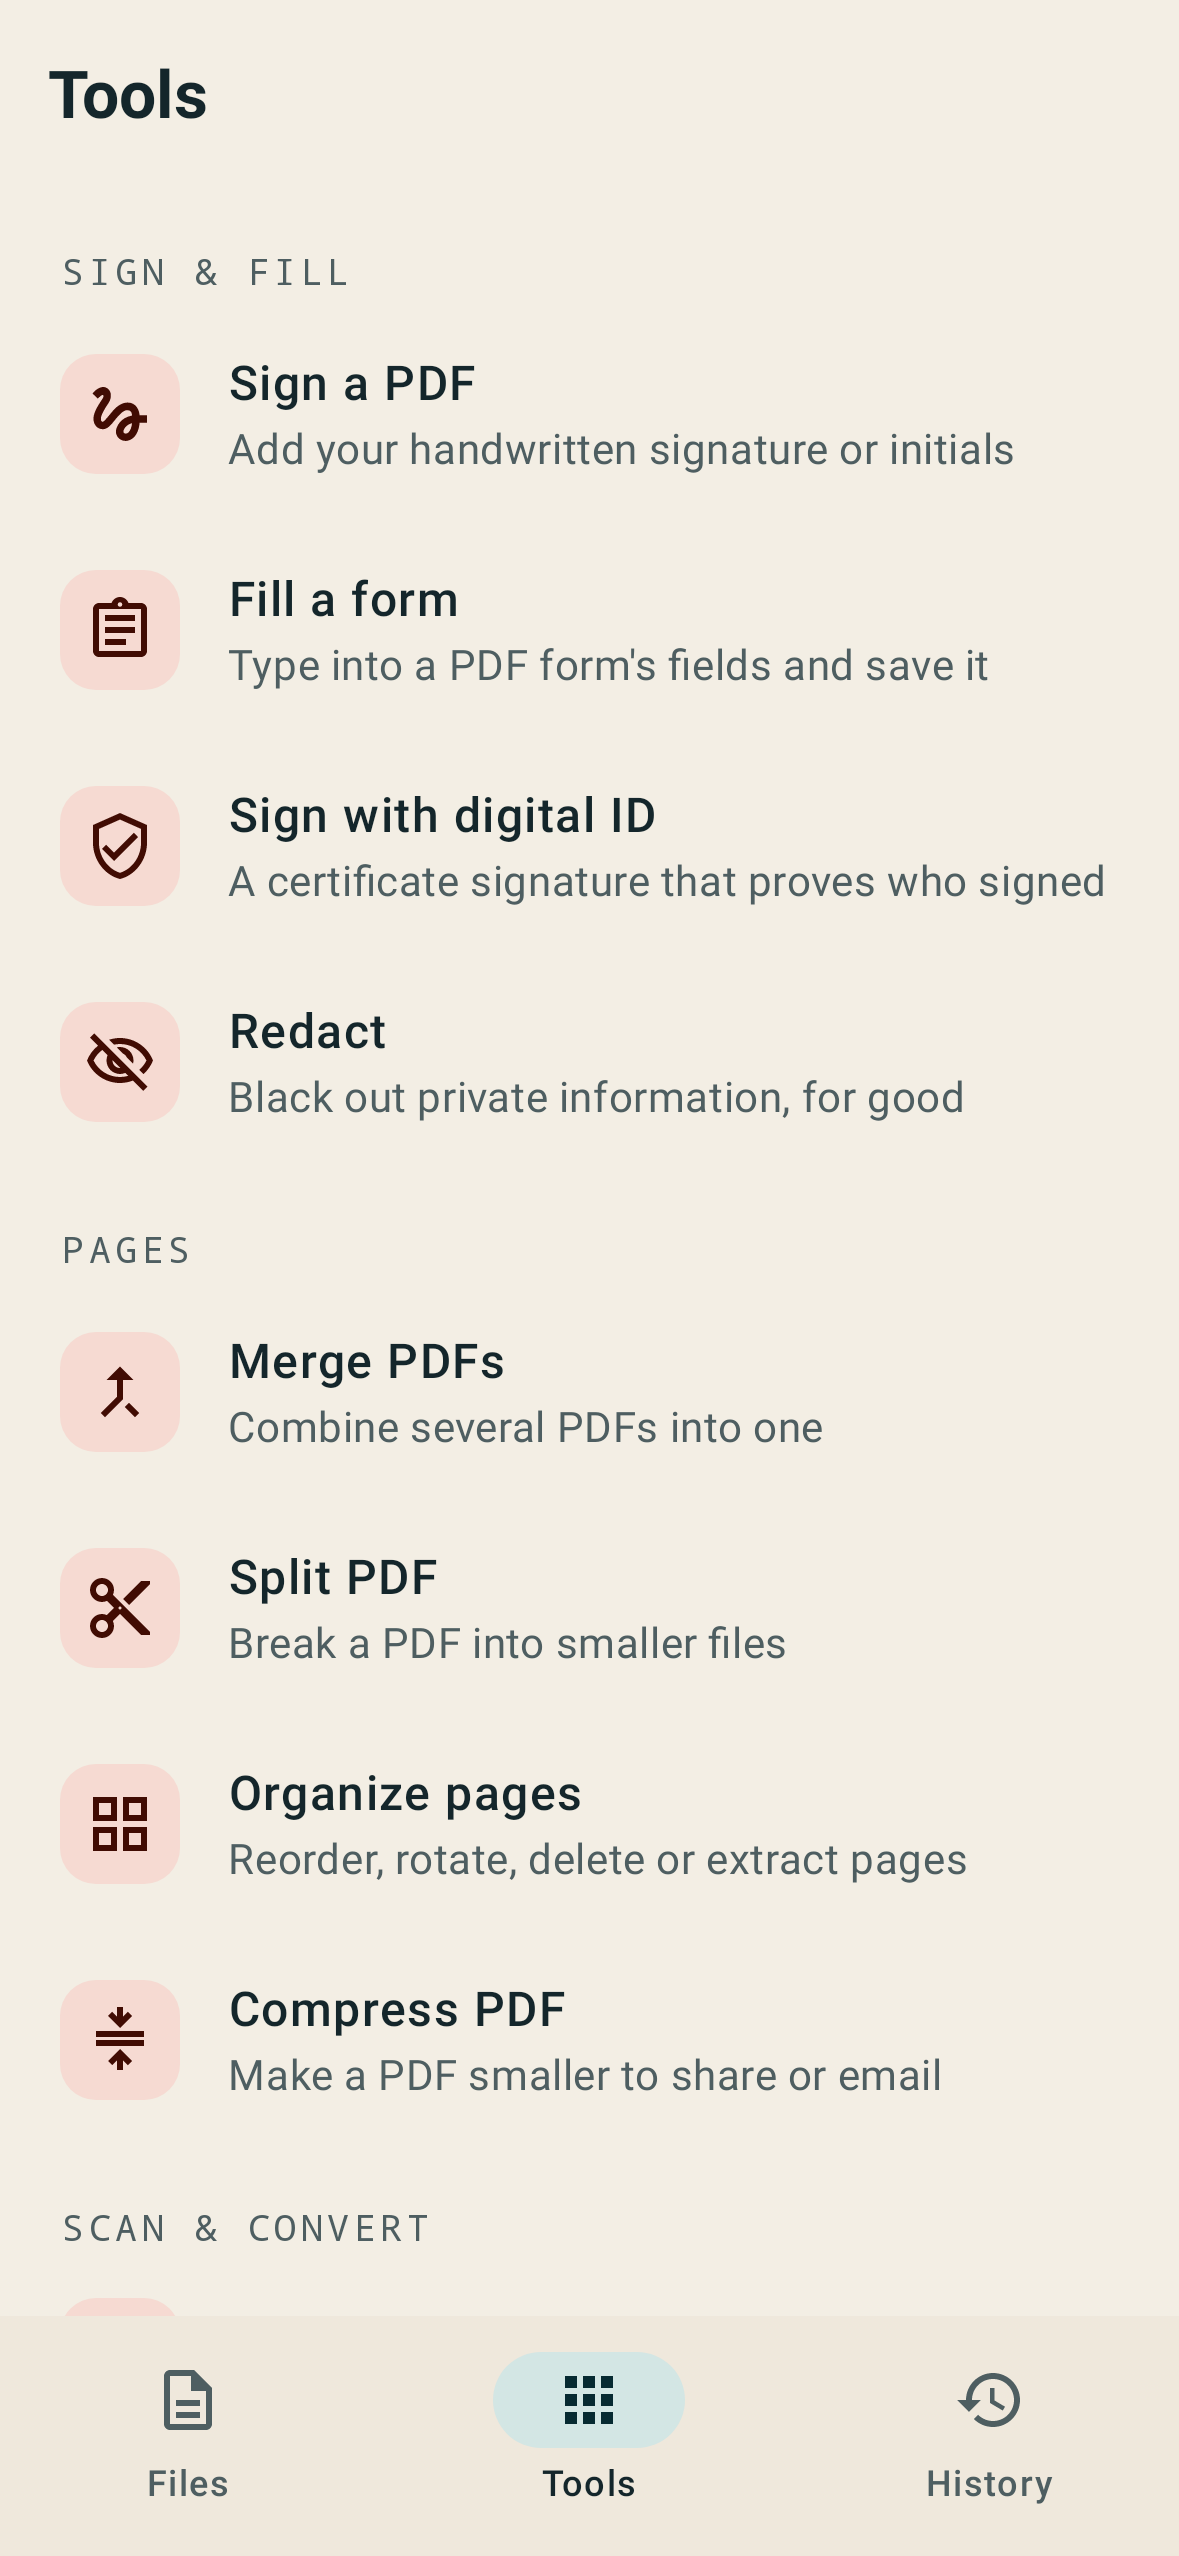 Tools
SIGN & FILL
Sign a PDF
Add your handwritten signature or initials
Fill a form
Type into a PDF form's fields and save it
Sign with digital ID
A certificate signature that proves who signed
Redact
Black out private information, for good
PAGES
Merge PDFs
Combine several PDFs into one
Split PDF
Break a PDF into smaller files
Organize pages
Reorder, rotate, delete or extract pages
Compress PDF
Make a PDF smaller to share or email
SCAN & CONVERT
Files
Tools
History